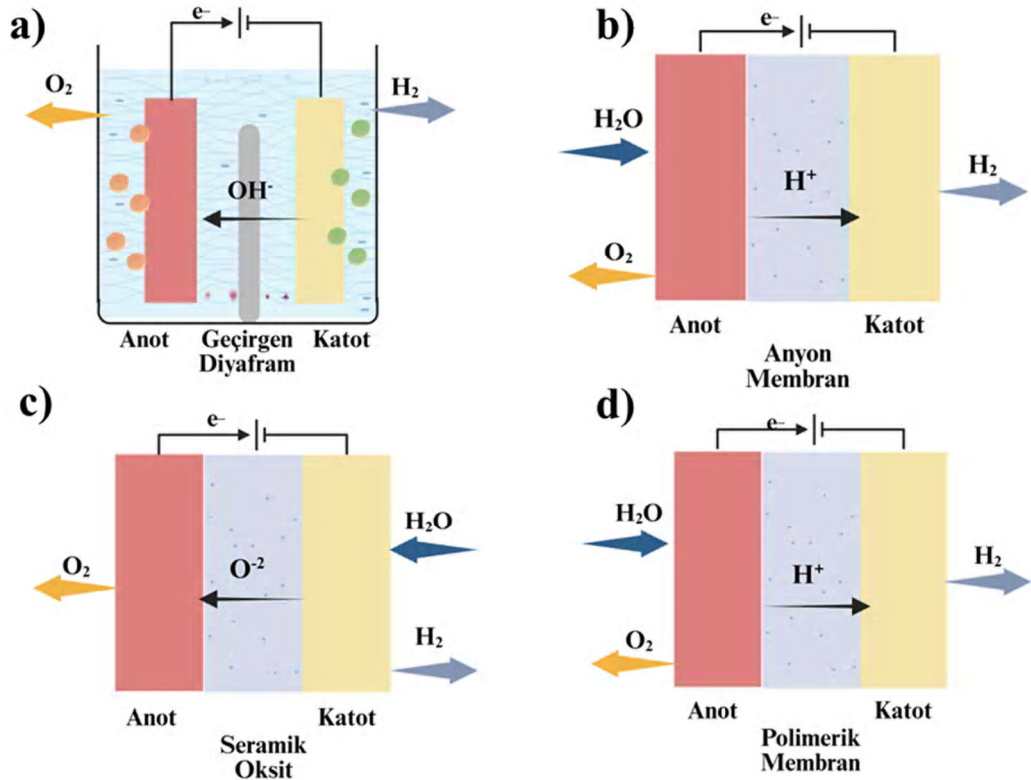 a)
e-
O₂
H₂
OH-
Anot
Geçirgen
Diyafram
Katot
b)
e-
H₂O
H⁺
H₂
O₂
Anot
Katot
Anyon
Membran
c)
e-
H₂O
O₂
O⁻²
H₂
Anot
Katot
Seramik
Oksit
d)
e-
H₂O
H⁺
H₂
O₂
Anot
Katot
Polimerik
Membran